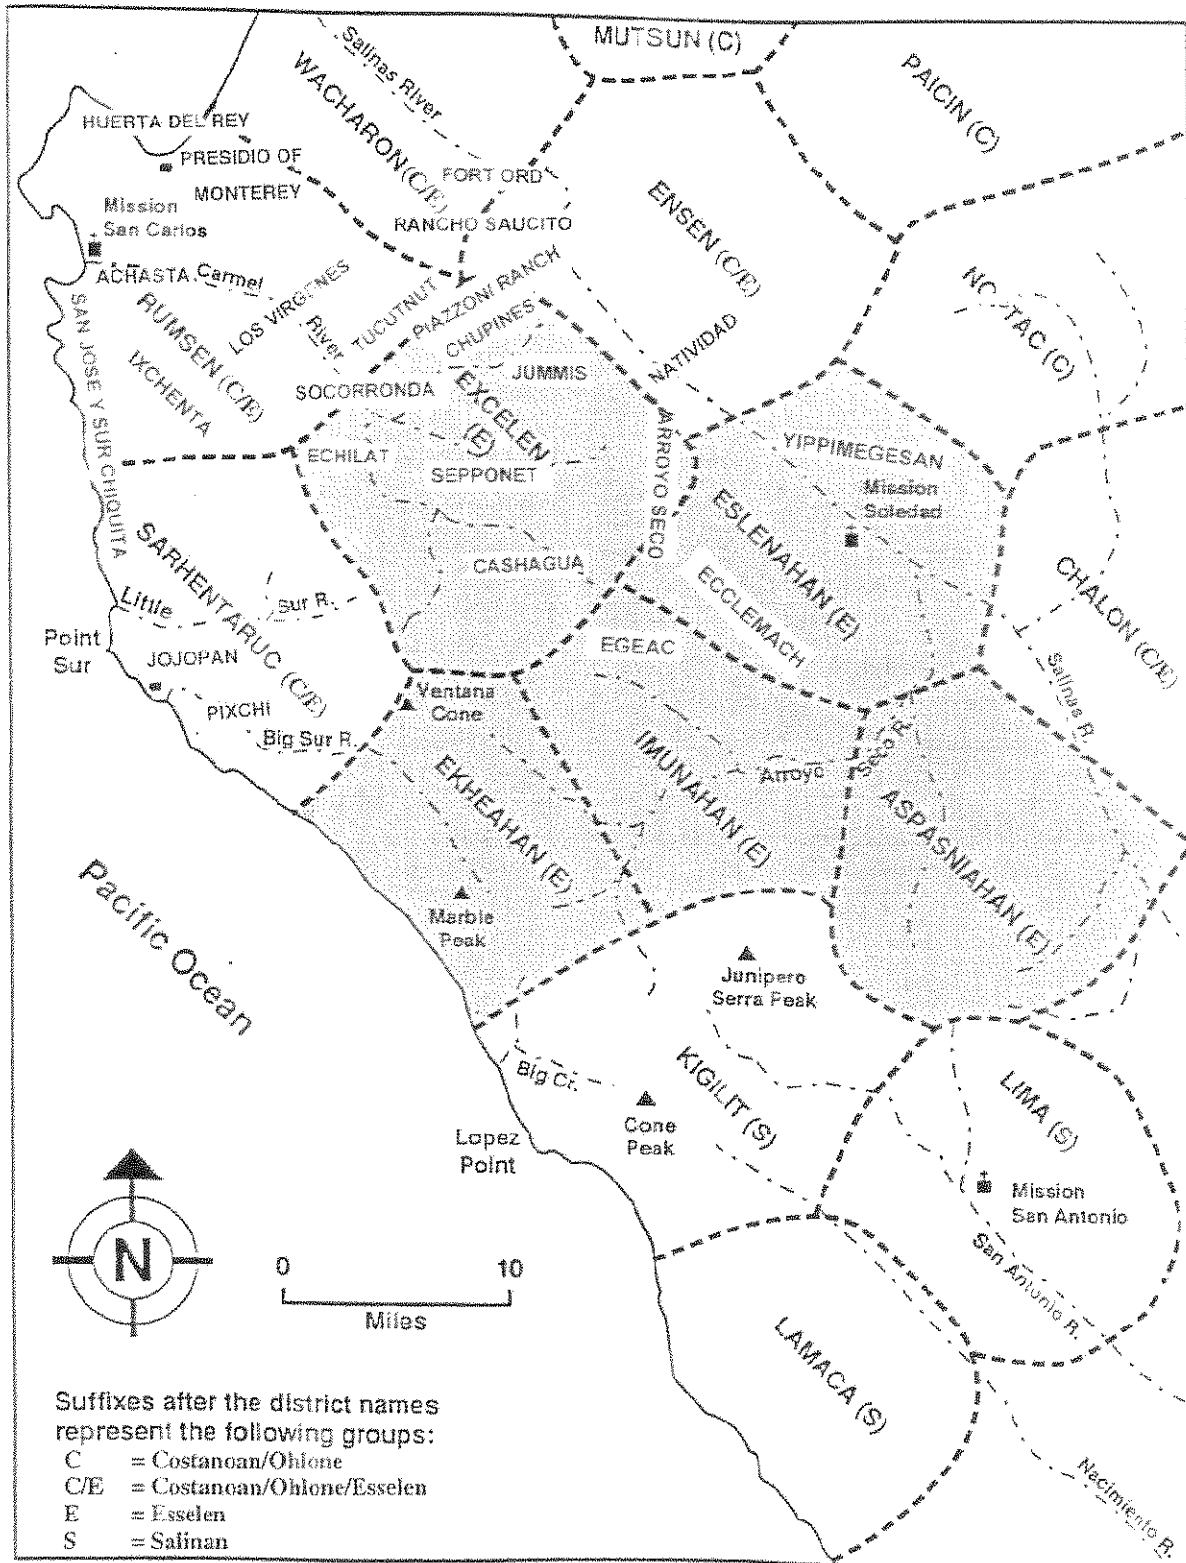 MUTSUN (C)
Salinas River
WACHARON (C/E)
PAICIN (C)
HUERTA DEL REY
PRESIDIO OF
MONTEREY
FORT ORD
ENSEN (C/E)
Mission
San Carlos
RANCHO SAUCITO
ACHASTA
Carmel
River
RUMSEN (C/E)
LOS VIRGENES
TUCUTNUT
PIAZZONI RANCH
CHUPINES
NATIVIDAD
IXCHENTA
SAN JOSE Y SUR CHIQUITA
SOCORRONDA
EXCELEN
(E)
JUMMIS
ARROYO SECO
ECHILAT
SEPPONET
YIPPIMEGESAN
Mission
Soledad
ESLENAHAN (E)
CASHAGUA
ECCLEMACH
CHALON (C/E)
SARHENTARUC (C/E)
Little
Sur R.
Point
Sur
JOJOPAN
PIXCHI
Big Sur R.
EGEAC
Salinas R.
Ventana
Cone
EKHEAHAN (E)
IMUNAHAN (E)
Arroyo
Seco R.
ASPASNIAHAN (E)
Marble
Peak
Pacific Ocean
Junipero
Serra Peak
Big Cr.
KIGILIT (S)
LIMA (S)
Cone
Peak
Lopez
Point
Mission
San Antonio
San Antonio R.
N
0 10
Miles
LAMACA (S)
Nacimiento R.
Suffixes after the district names
represent the following groups:
C = Costanoan/Ohlone
C/E = Costanoan/Ohlone/Esselen
E = Esselen
S = Salinan